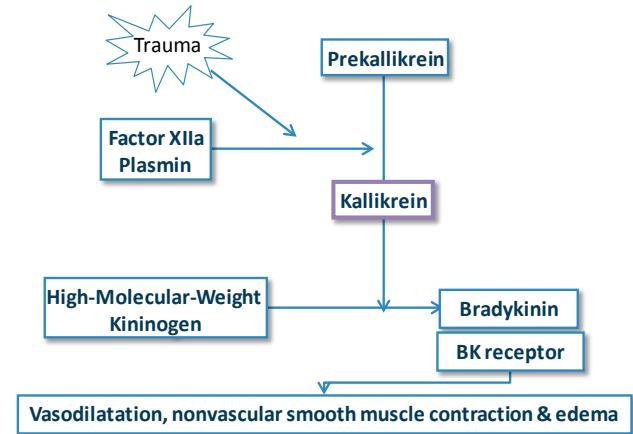 Trauma
Prekallikrein
Factor XIIa
Plasmin
Kallikrein
High-Molecular-Weight
Kininogen
Bradykinin
BK receptor
Vasodilatation, nonvascular smooth muscle contraction & edema